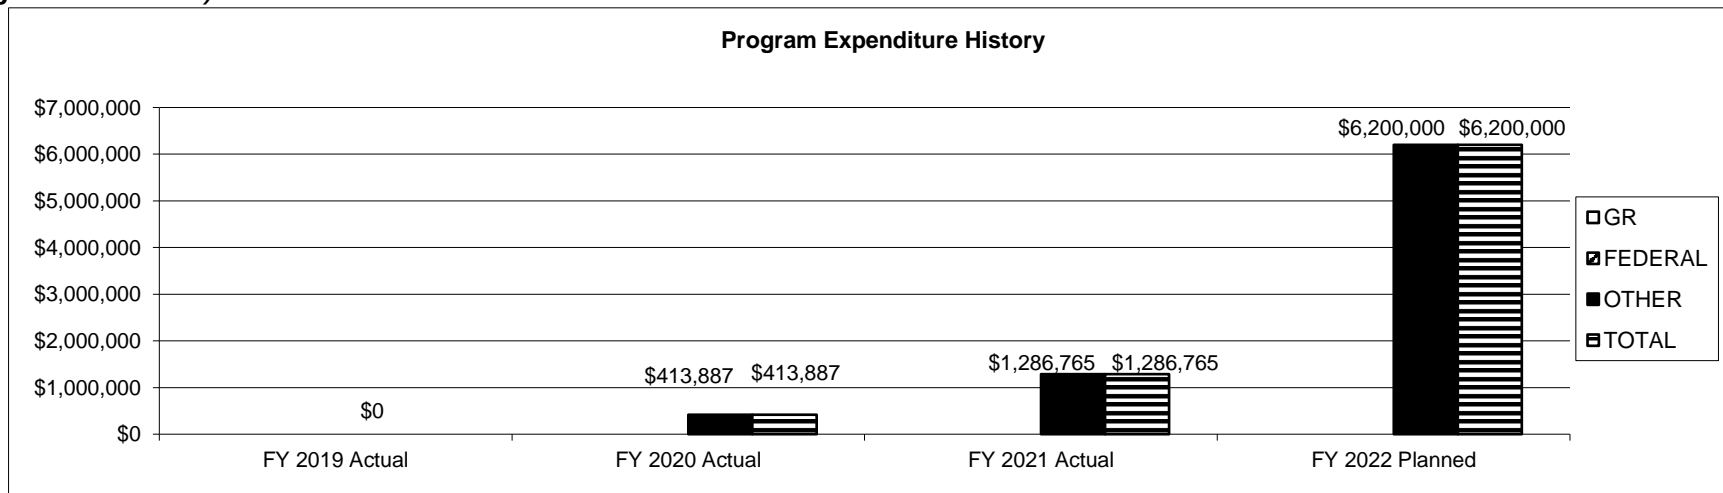 Program Expenditure History
$7,000,000
$6,000,000
$5,000,000
$4,000,000
$3,000,000
$2,000,000
$1,000,000
$0
$0
$413,887 $413,887
$1,286,765 $1,286,765
$6,200,000 $6,200,000
FY 2019 Actual FY 2020 Actual FY 2021 Actual FY 2022 Planned
GR
FEDERAL
OTHER
TOTAL